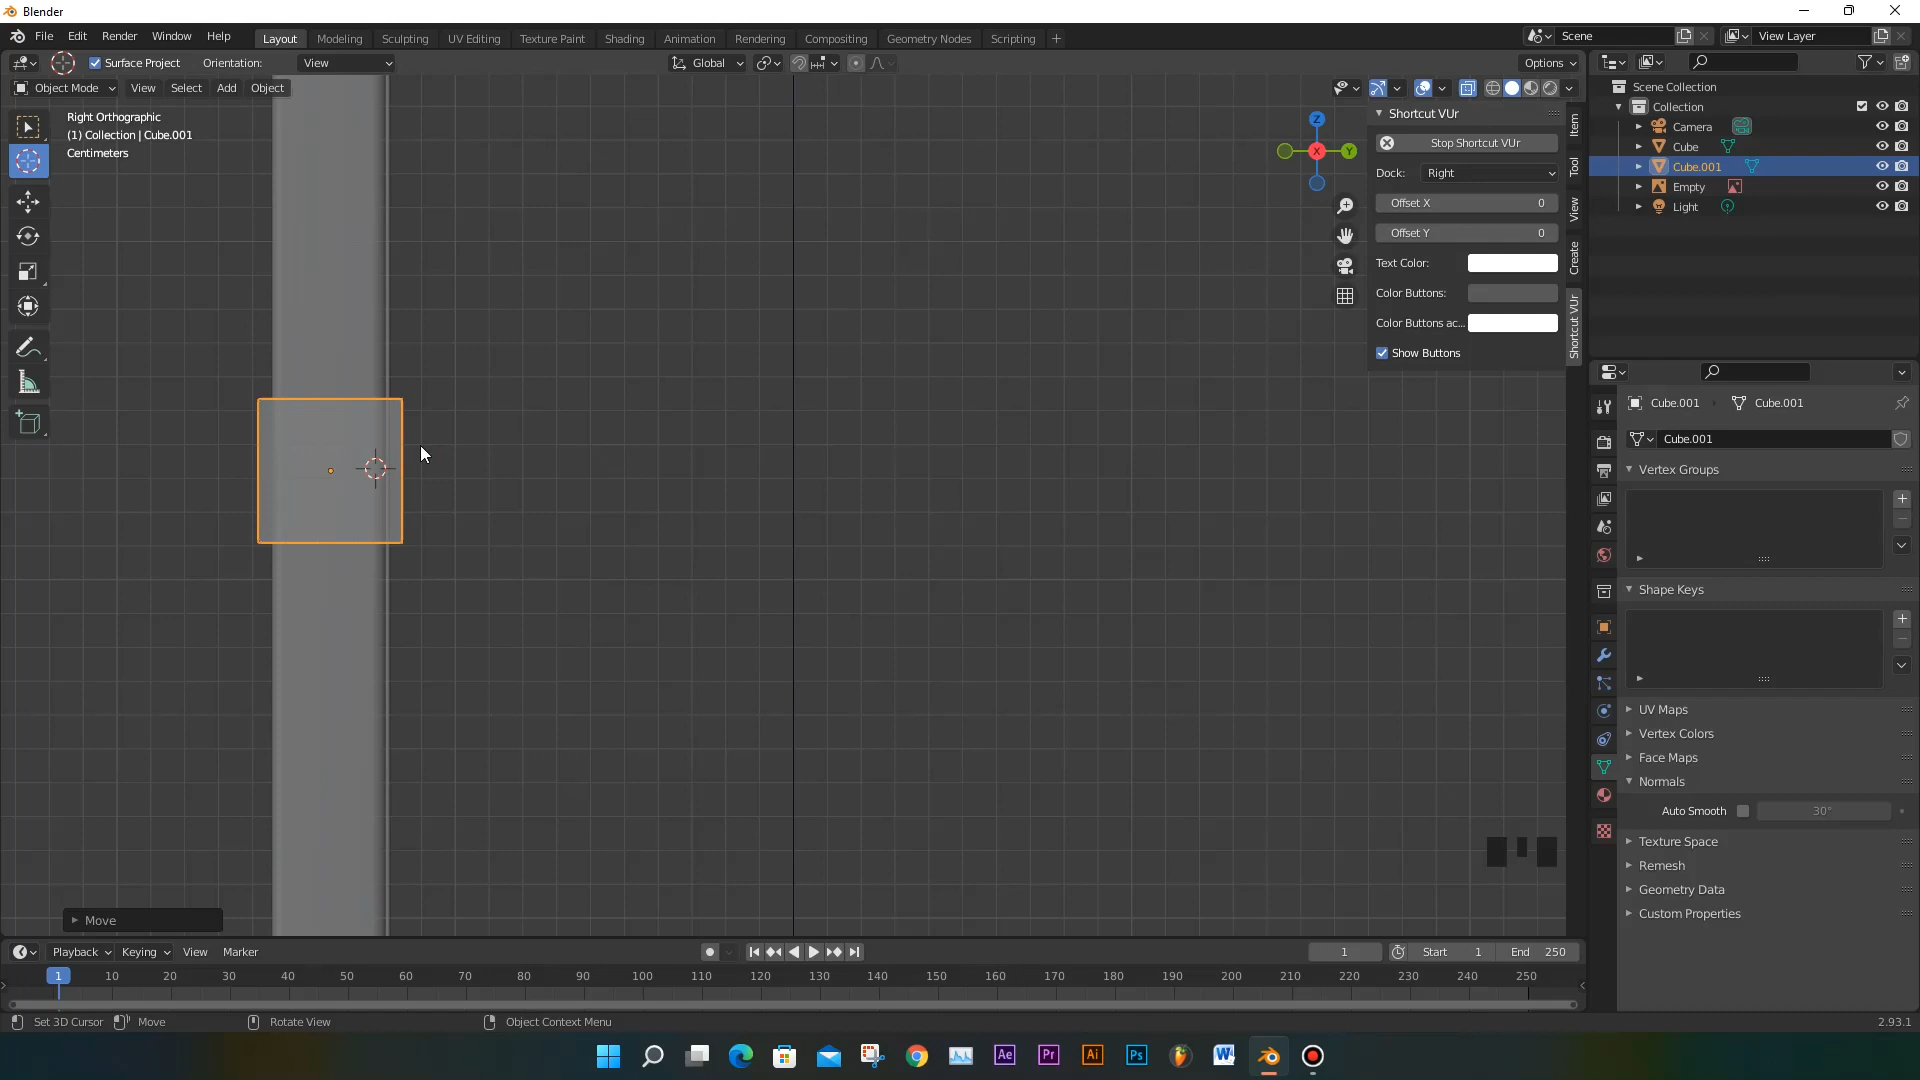 Blender
File Edit Render Window Help
Layout Modeling Sculpting UV Editing Texture Paint Shading Animation Rendering Compositing Geometry Nodes Scripting +
Scene
View Layer
Surface Project Orientation: View
Global
Options
Object Mode View Select Add Object
Right Orthographic
(1) Collection | Cube.001
Centimeters
Z
X
Y
Shortcut VUr
Stop Shortcut VUr
Dock: Right
Offset X 0
Offset Y 0
Text Color:
Color Buttons:
Color Buttons ac...
Show Buttons
Item
Tool
View
Create
Shortcut VUr
Scene Collection
Collection
Camera
Cube
Cube.001
Empty
Light
Cube.001 Cube.001
Cube.001
Vertex Groups
Shape Keys
UV Maps
Vertex Colors
Face Maps
Normals
Auto Smooth 30°
Texture Space
Remesh
Geometry Data
Custom Properties
Move
Playback Keying View Marker
1 Start 1 End 250
1 10 20 30 40 50 60 70 80 90 100 110 120 130 140 150 160 170 180 190 200 210 220 230 240 250
Set 3D Cursor Move Rotate View Object Context Menu
2.93.1
Ae Pr Ai Ps W